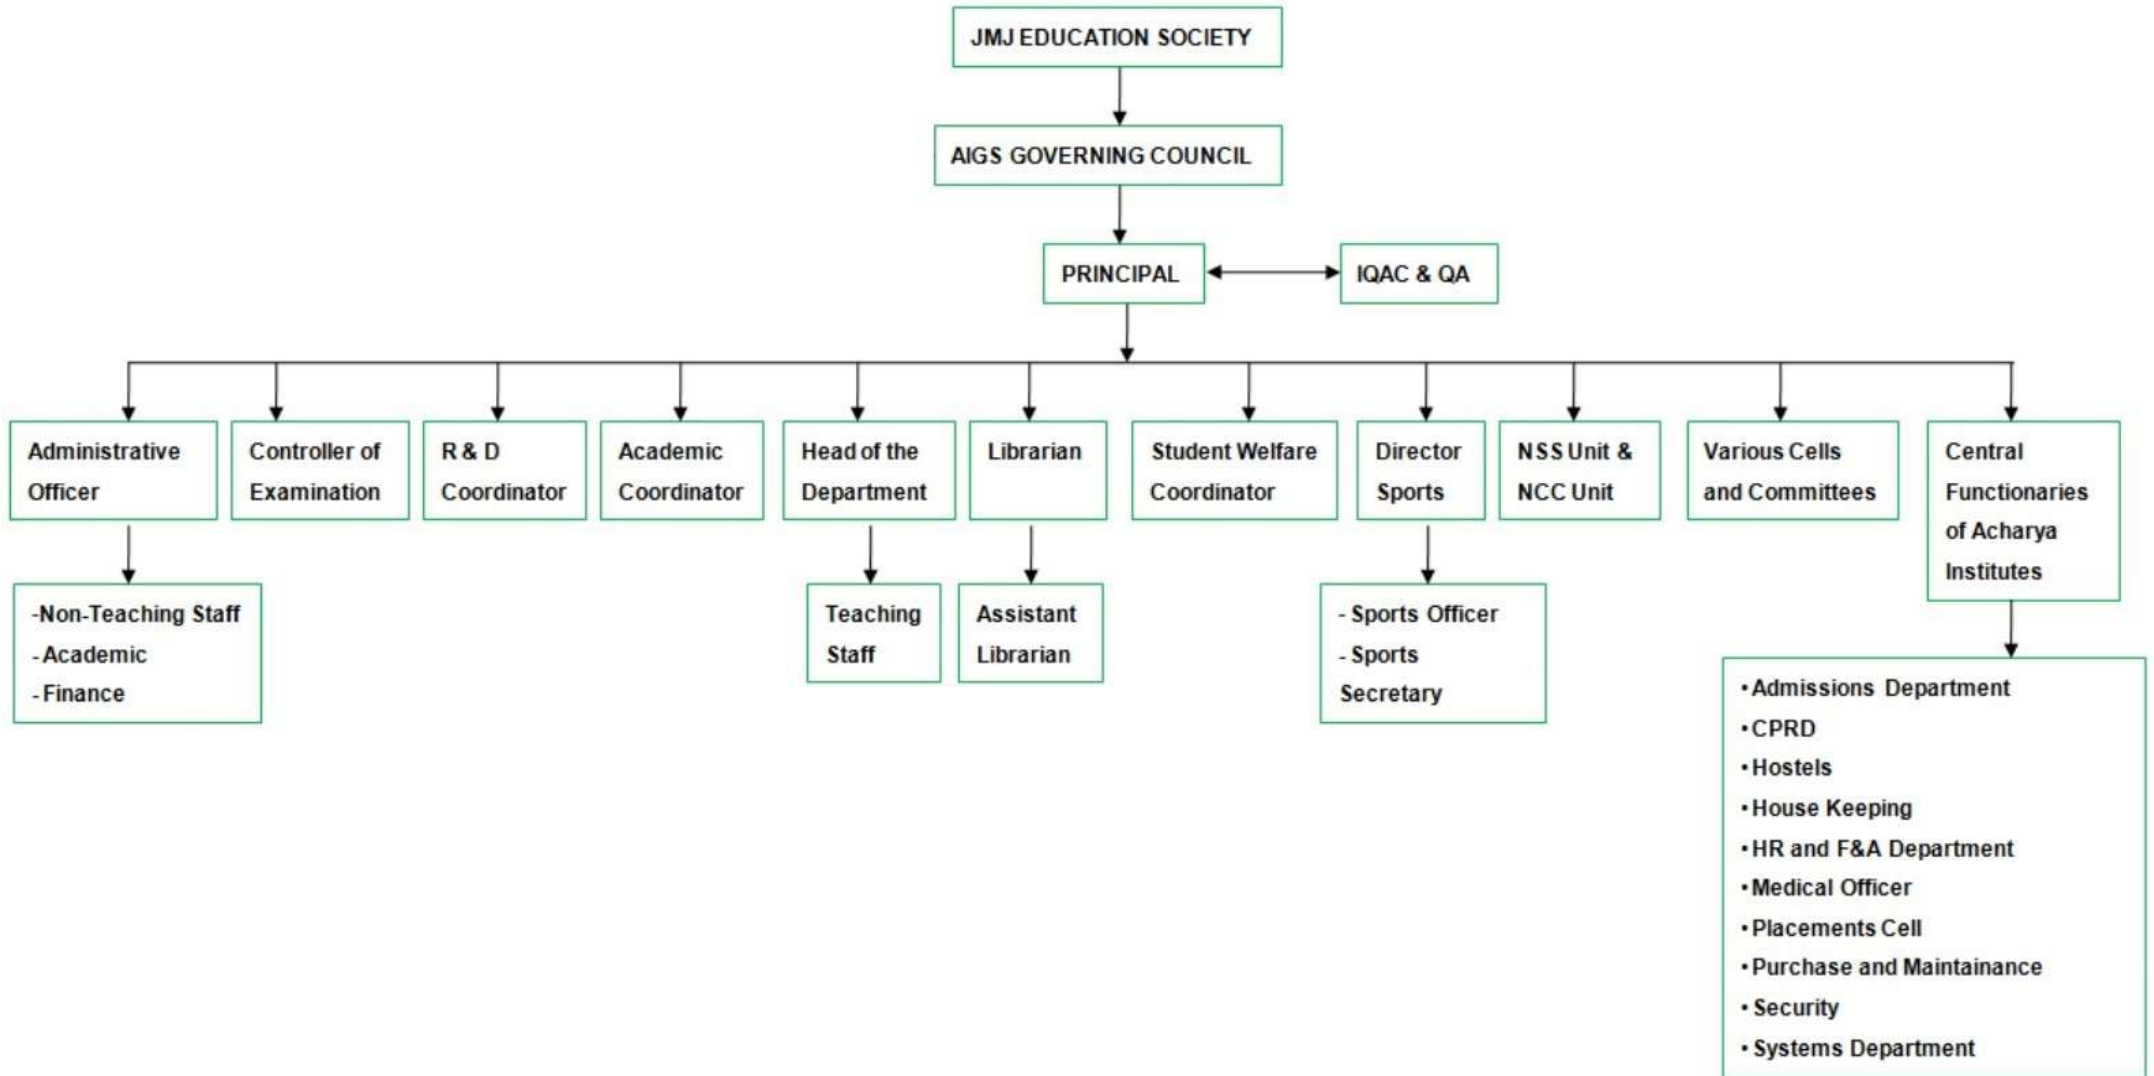 JMJ EDUCATION SOCIETY
AIGS GOVERNING COUNCIL
PRINCIPAL
IQAC & QA
Administrative
Officer
Controller of
Examination
R & D
Coordinator
Academic
Coordinator
Head of the
Department
Librarian
Student Welfare
Coordinator
Director
Sports
NSS Unit &
NCC Unit
Various Cells
and Committees
Central
Functionaries
of Acharya
Institutes
-Non-Teaching Staff
- Academic
- Finance
Teaching
Staff
Assistant
Librarian
- Sports Officer
- Sports
Secretary
• Admissions Department
• CPRD
• Hostels
• House Keeping
• HR and F&A Department
• Medical Officer
• Placements Cell
• Purchase and Maintainance
• Security
• Systems Department